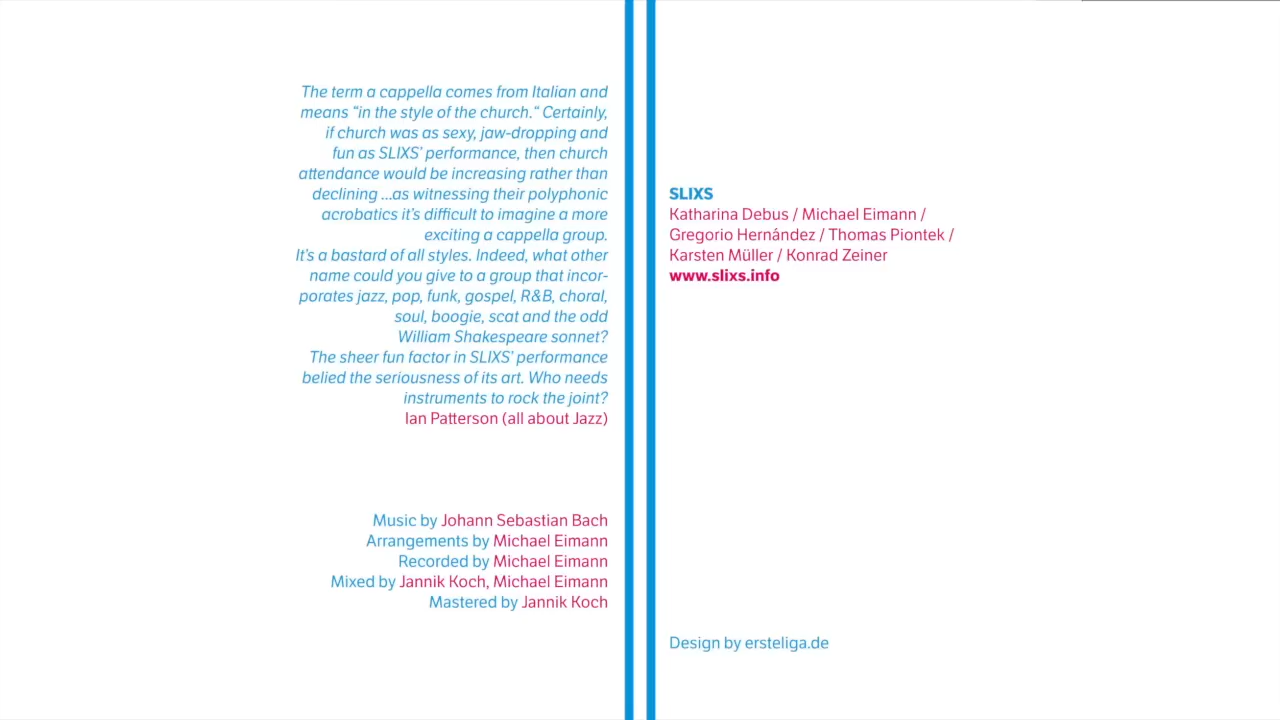 The term a cappella comes from Italian and
means “in the style of the church.“ Certainly,
if church was as sexy, jaw-dropping and
fun as SLIXS’ performance, then church
attendance would be increasing rather than
declining ...as witnessing their polyphonic
acrobatics it’s difficult to imagine a more
exciting a cappella group.
It’s a bastard of all styles. Indeed, what other
name could you give to a group that incor-
porates jazz, pop, funk, gospel, R&B, choral,
soul, boogie, scat and the odd
William Shakespeare sonnet?
The sheer fun factor in SLIXS’ performance
belied the seriousness of its art. Who needs
instruments to rock the joint?
Ian Patterson (all about Jazz)
Music by Johann Sebastian Bach
Arrangements by Michael Eimann
Recorded by Michael Eimann
Mixed by Jannik Koch, Michael Eimann
Mastered by Jannik Koch
SLIXS
Katharina Debus / Michael Eimann /
Gregorio Hernández / Thomas Piontek /
Karsten Müller / Konrad Zeiner
www.slixs.info
Design by ersteliga.de